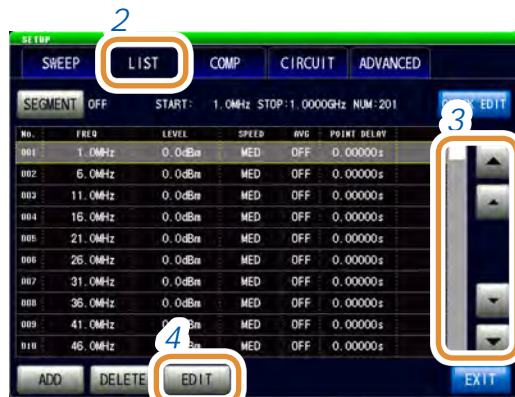 2
SETUP
SWEEP LIST COMP CIRCUIT ADVANCED
SEGMENT OFF START: 1.0MHz STOP:1.0000GHz NUM:201 EDIT
3
No. FREQ LEVEL SPEED AVG POINT DELAY
001 1.0MHz 0.0dBm MED OFF 0.00000s
002 6.0MHz 0.0dBm MED OFF 0.00000s
003 11.0MHz 0.0dBm MED OFF 0.00000s
004 16.0MHz 0.0dBm MED OFF 0.00000s
005 21.0MHz 0.0dBm MED OFF 0.00000s
006 26.0MHz 0.0dBm MED OFF 0.00000s
007 31.0MHz 0.0dBm MED OFF 0.00000s
008 36.0MHz 0.0dBm MED OFF 0.00000s
009 41.0MHz MED OFF 0.00000s
4
010 46.0MHz MED OFF 0.00000s
ADD DELETE EDIT EXIT